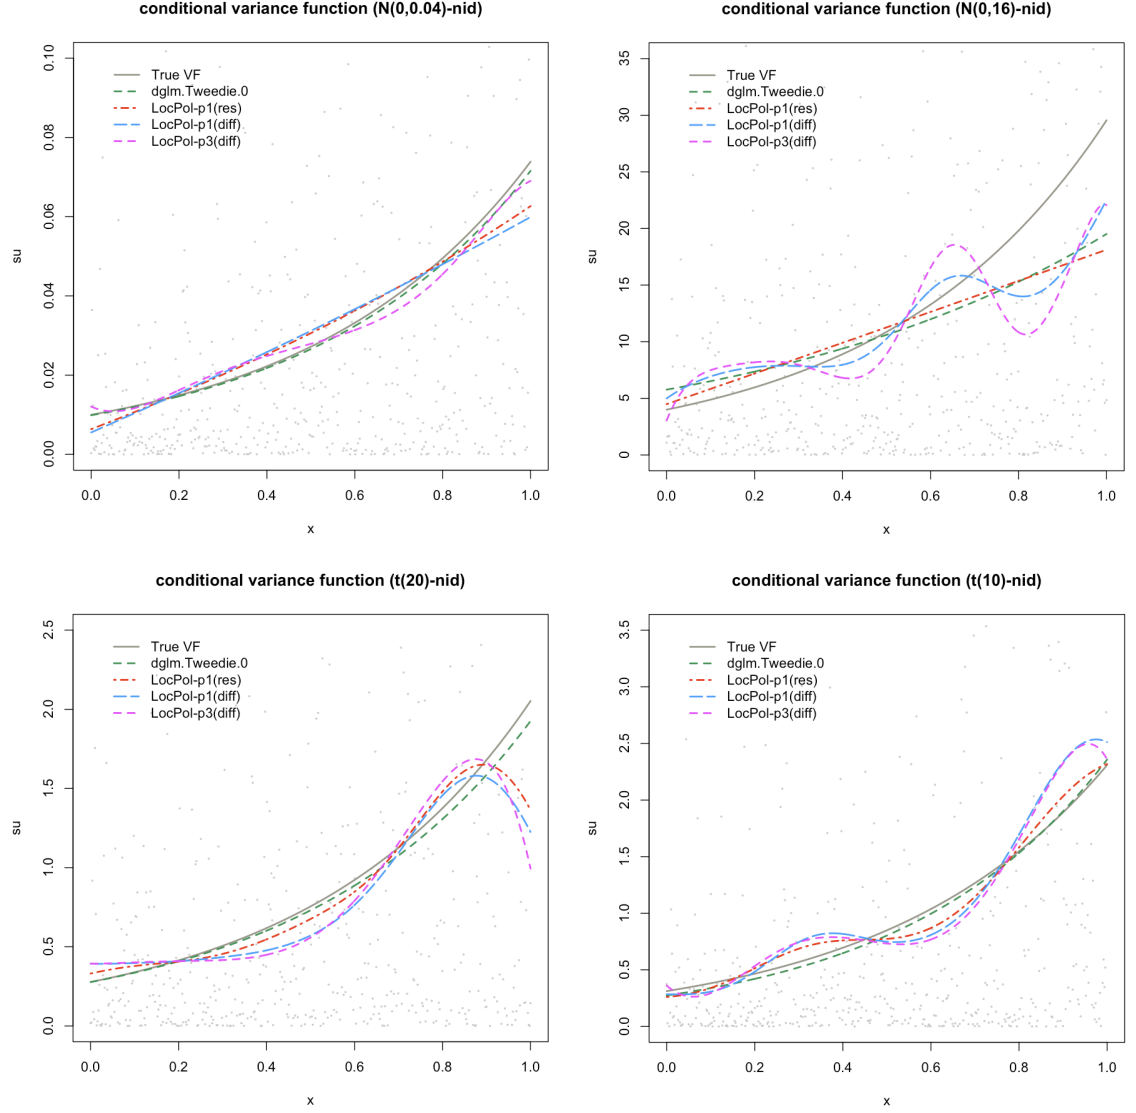 conditional variance function (N(0,0.04)-nid)
True VF
dglm.Tweedie.0
LocPol-p1(res)
LocPol-p1(diff)
LocPol-p3(diff)
su
0.00 0.02 0.04 0.06 0.08 0.10
0.0 0.2 0.4 0.6 0.8 1.0
x
conditional variance function (N(0,16)-nid)
True VF
dglm.Tweedie.0
LocPol-p1(res)
LocPol-p1(diff)
LocPol-p3(diff)
su
0 5 10 15 20 25 30 35
0.0 0.2 0.4 0.6 0.8 1.0
x
conditional variance function (t(20)-nid)
True VF
dglm.Tweedie.0
LocPol-p1(res)
LocPol-p1(diff)
LocPol-p3(diff)
su
0.0 0.5 1.0 1.5 2.0 2.5
0.0 0.2 0.4 0.6 0.8 1.0
x
conditional variance function (t(10)-nid)
True VF
dglm.Tweedie.0
LocPol-p1(res)
LocPol-p1(diff)
LocPol-p3(diff)
su
0.0 0.5 1.0 1.5 2.0 2.5 3.0 3.5
0.0 0.2 0.4 0.6 0.8 1.0
x